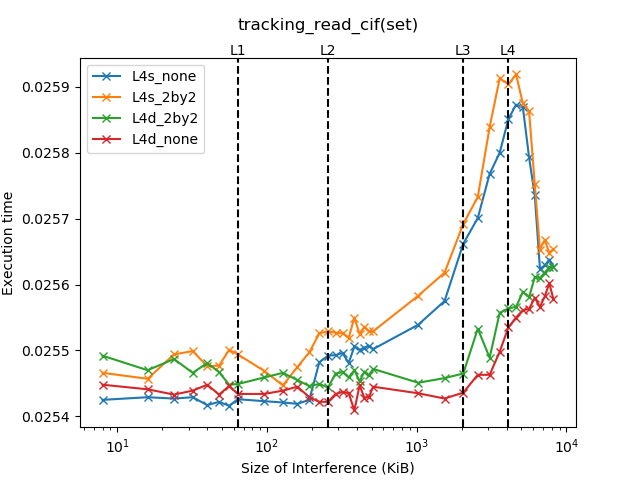 tracking_read_cif(set)
L1 L2 L3 L4
L4s_none
L4s_2by2
L4d_2by2
L4d_none
Execution time
0.0259
0.0258
0.0257
0.0256
0.0255
0.0254
10¹ 10² 10³ 10⁴
Size of Interference (KiB)